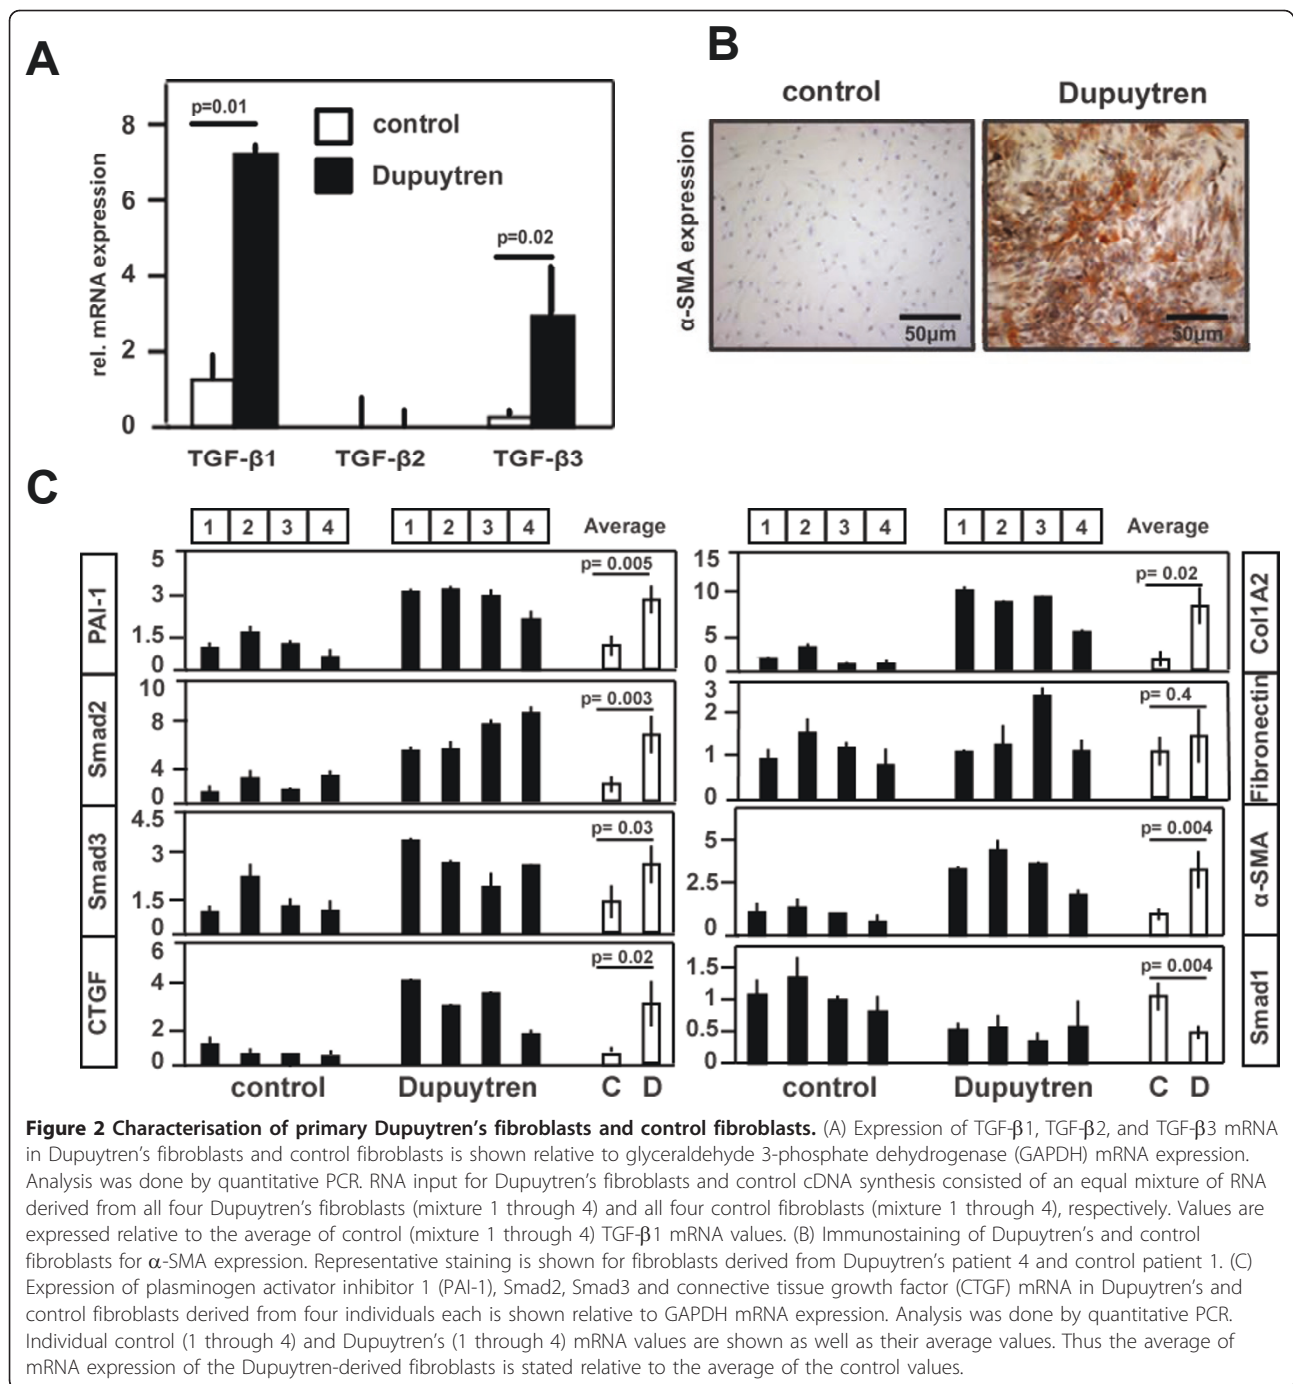 A
p=0.01
control
Dupuytren
p=0.02
rel. mRNA expression
8
6
4
2
0
TGF-β1 TGF-β2 TGF-β3
B
control Dupuytren
α-SMA expression
50µm 50µm
C
1 2 3 4 1 2 3 4 Average
PAI-1
5
3
1.5
0
p= 0.005
Smad2
10
8
4
0
p= 0.003
Smad3
4.5
3
1.5
0
p= 0.03
CTGF
6
4
2
0
p= 0.02
control Dupuytren C D
1 2 3 4 1 2 3 4 Average
15
10
5
0
p= 0.02
Col1A2
3
2
1
0
p= 0.4
Fibronectin
5
2.5
0
p= 0.004
α-SMA
1.5
1
0.5
0
p= 0.004
Smad1
control Dupuytren C D
Figure 2 Characterisation of primary Dupuytren's fibroblasts and control fibroblasts. (A) Expression of TGF-β1, TGF-β2, and TGF-β3 mRNA
in Dupuytren's fibroblasts and control fibroblasts is shown relative to glyceraldehyde 3-phosphate dehydrogenase (GAPDH) mRNA expression.
Analysis was done by quantitative PCR. RNA input for Dupuytren's fibroblasts and control cDNA synthesis consisted of an equal mixture of RNA
derived from all four Dupuytren's fibroblasts (mixture 1 through 4) and all four control fibroblasts (mixture 1 through 4), respectively. Values are
expressed relative to the average of control (mixture 1 through 4) TGF-β1 mRNA values. (B) Immunostaining of Dupuytren's and control
fibroblasts for α-SMA expression. Representative staining is shown for fibroblasts derived from Dupuytren's patient 4 and control patient 1. (C)
Expression of plasminogen activator inhibitor 1 (PAI-1), Smad2, Smad3 and connective tissue growth factor (CTGF) mRNA in Dupuytren's and
control fibroblasts derived from four individuals each is shown relative to GAPDH mRNA expression. Analysis was done by quantitative PCR.
Individual control (1 through 4) and Dupuytren's (1 through 4) mRNA values are shown as well as their average values. Thus the average of
mRNA expression of the Dupuytren-derived fibroblasts is stated relative to the average of the control values.